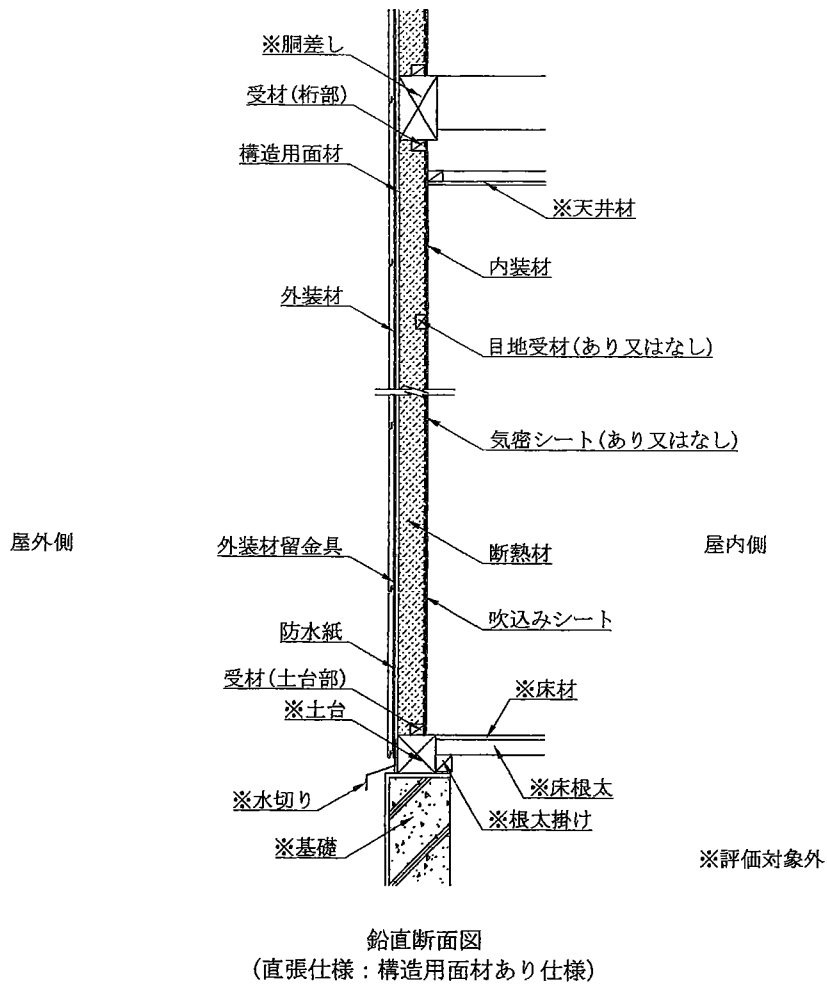 ※胴差し
受材(桁部)
構造用面材
※天井材
内装材
外装材
目地受材(あり又はなし)
気密シート(あり又はなし)
屋外側
外装材留金具
断熱材
屋内側
吹込みシート
防水紙
受材(土台部)
※床材
※土台
※床根太
※水切り
※根太掛け
※基礎
※評価対象外
鉛直断面図
(直張仕様：構造用面材あり仕様)